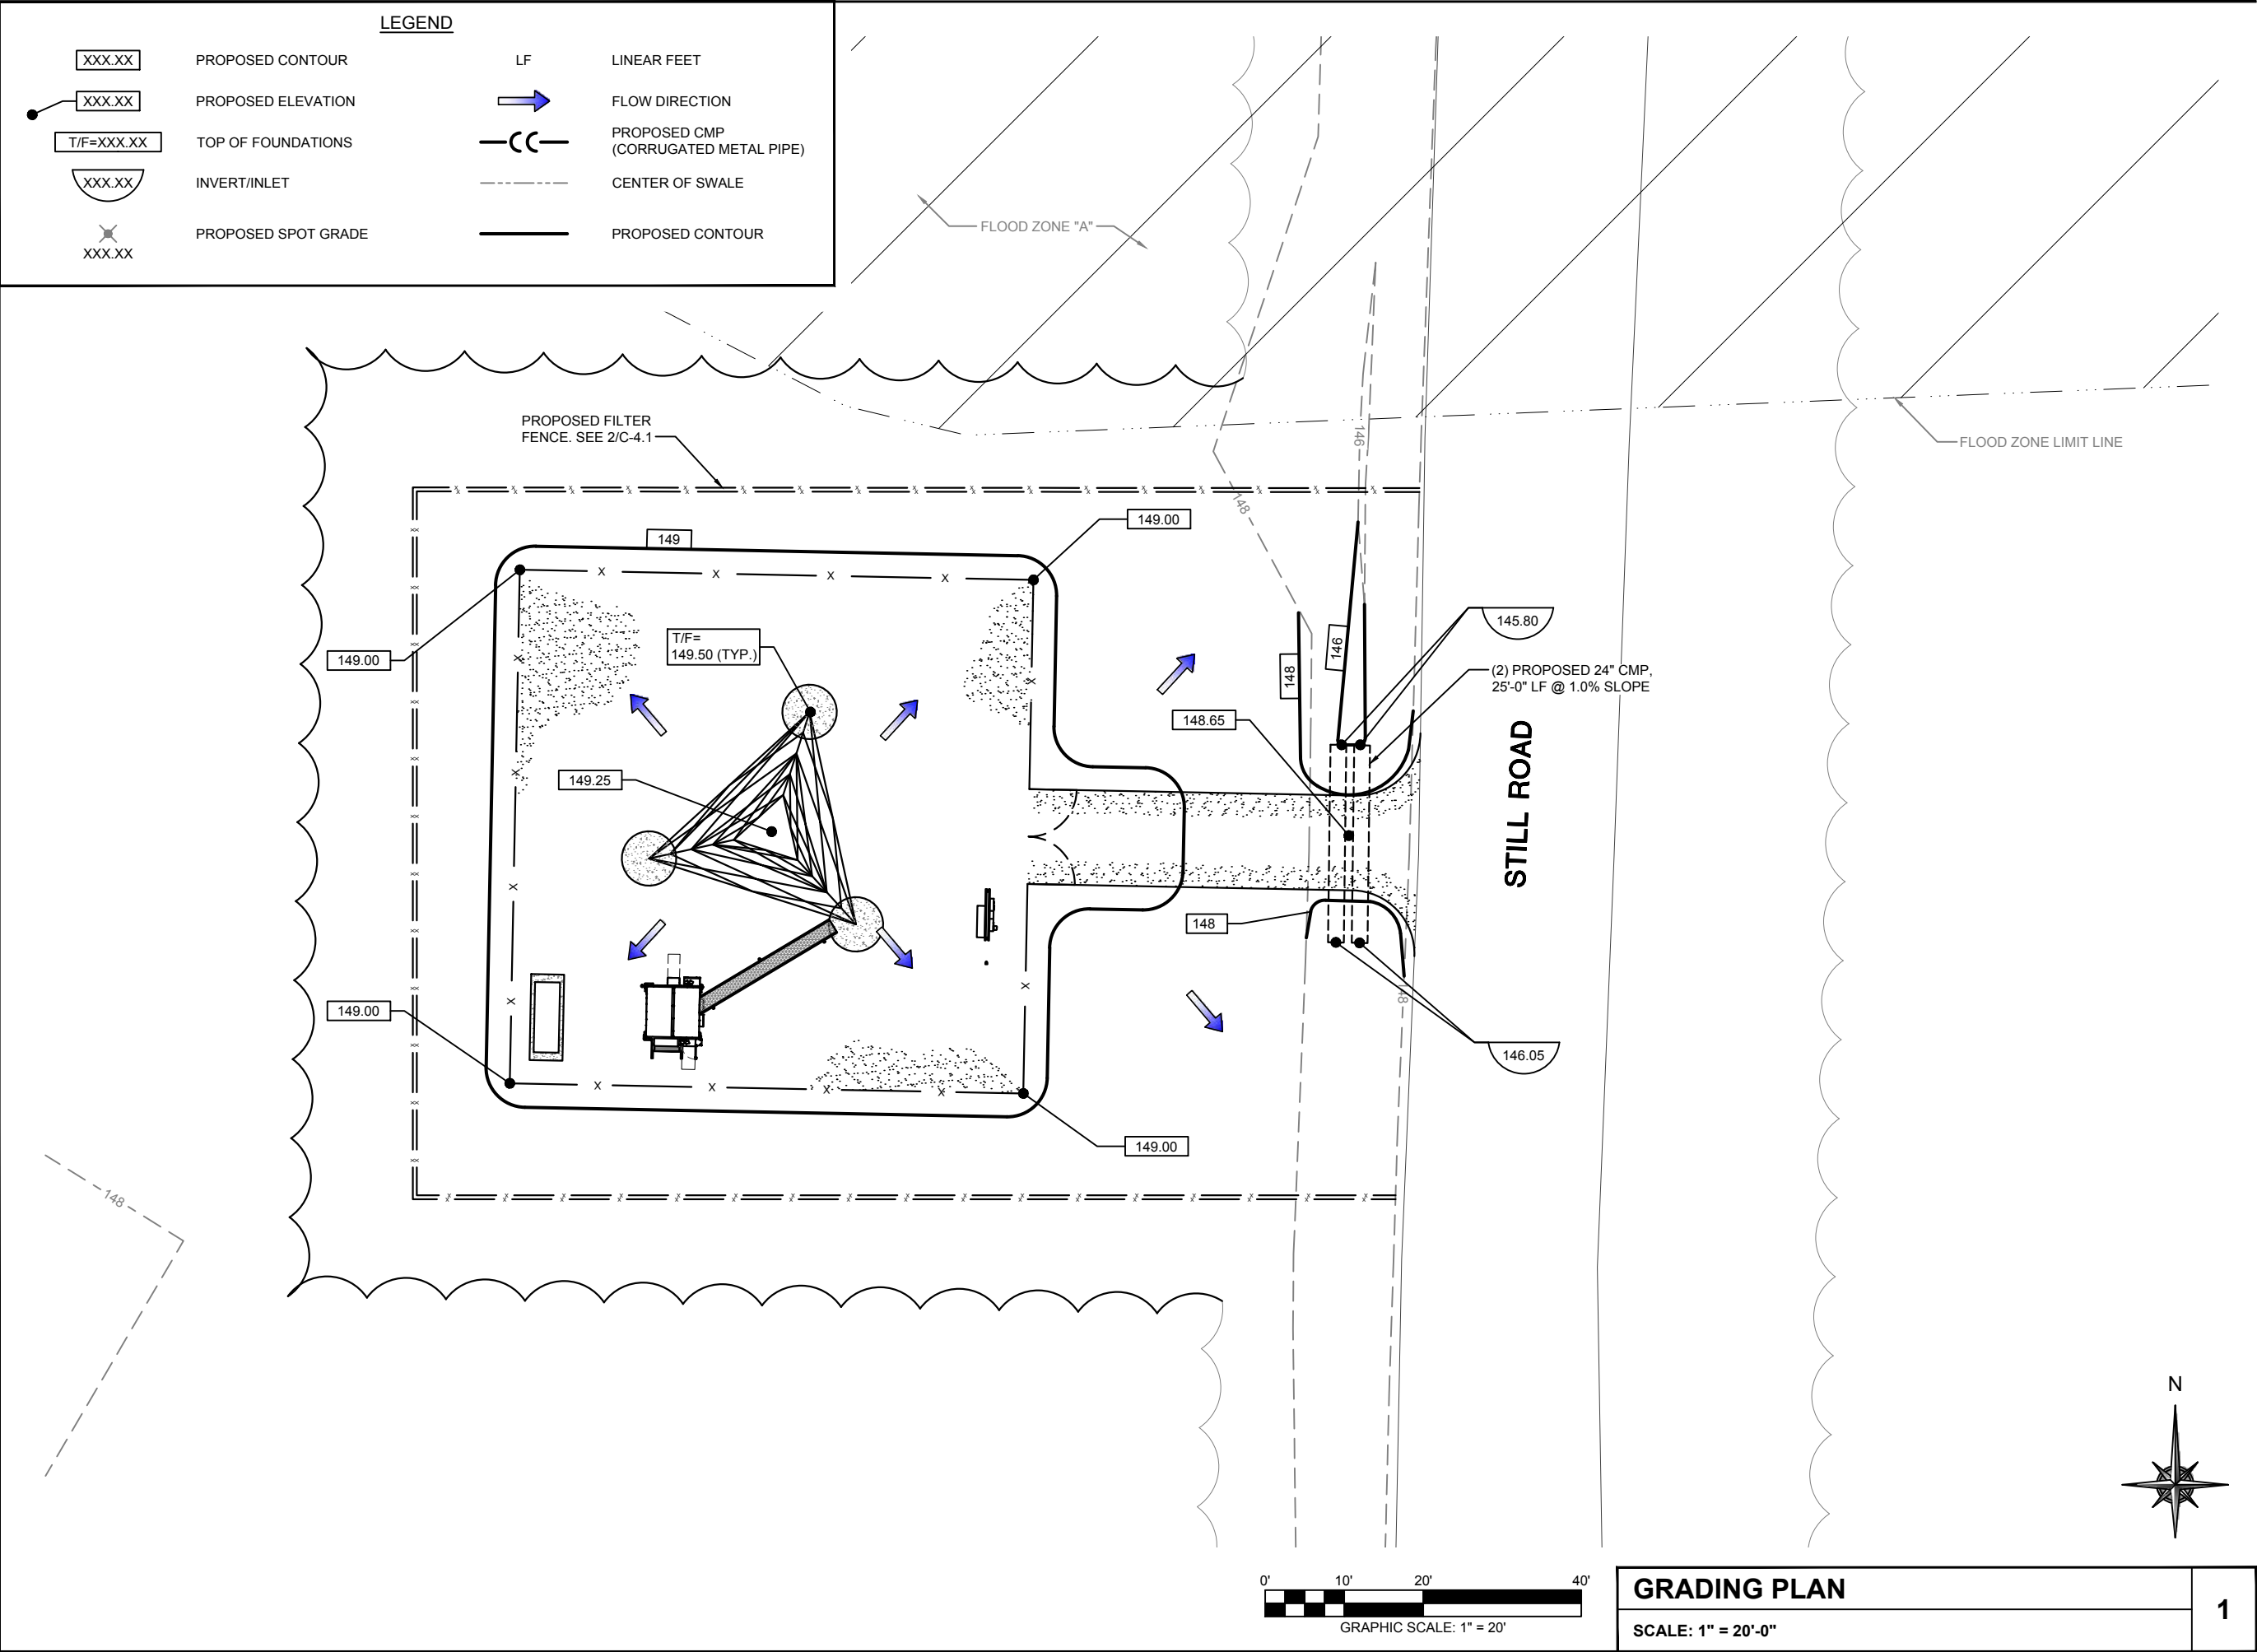 LEGEND
XXX.XX PROPOSED CONTOUR
XXX.XX PROPOSED ELEVATION
T/F=XXX.XX TOP OF FOUNDATIONS
XXX.XX INVERT/INLET
PROPOSED SPOT GRADE
XXX.XX
LF LINEAR FEET
FLOW DIRECTION
PROPOSED CMP
(CORRUGATED METAL PIPE)
CENTER OF SWALE
PROPOSED CONTOUR
FLOOD ZONE "A"
FLOOD ZONE LIMIT LINE
PROPOSED FILTER
FENCE. SEE 2/C-4.1
146
148
149
149.00
149.00
T/F=
149.50 (TYP.)
149.25
148
146
145.80
(2) PROPOSED 24" CMP,
25'-0" LF @ 1.0% SLOPE
148.65
STILL ROAD
148
149.00
148
146.05
149.00
148
N
0' 10' 20' 40'
GRAPHIC SCALE: 1" = 20'
GRADING PLAN
SCALE: 1" = 20'-0"
1